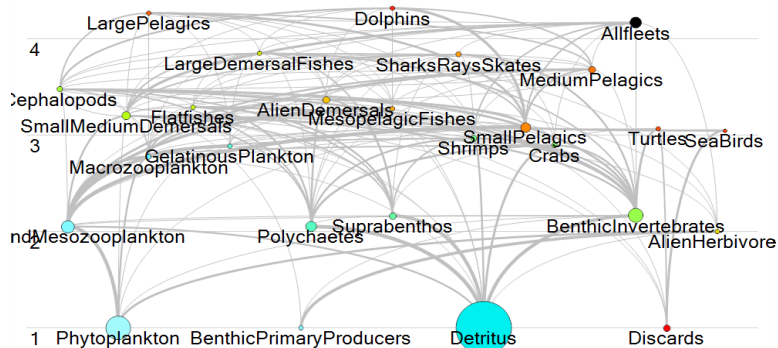 LargePelagics
Dolphins
Allfleets
4
LargeDemersalFishes
SharksRaysSkates
MediumPelagics
Cephalopods
SmallMediumDemersals
Flatfishes
AlienDemersals
MesopelagicFishes
SmallPelagics
Turtles
SeaBirds
3
Macrozooplankton
GelatinousPlankton
Shrimps
Crabs
ndMesozooplankton
2
Polychaetes
Suprabenthos
BenthicInvertebrates
AlienHerbivore
1
Phytoplankton
BenthicPrimaryProducers
Detritus
Discards